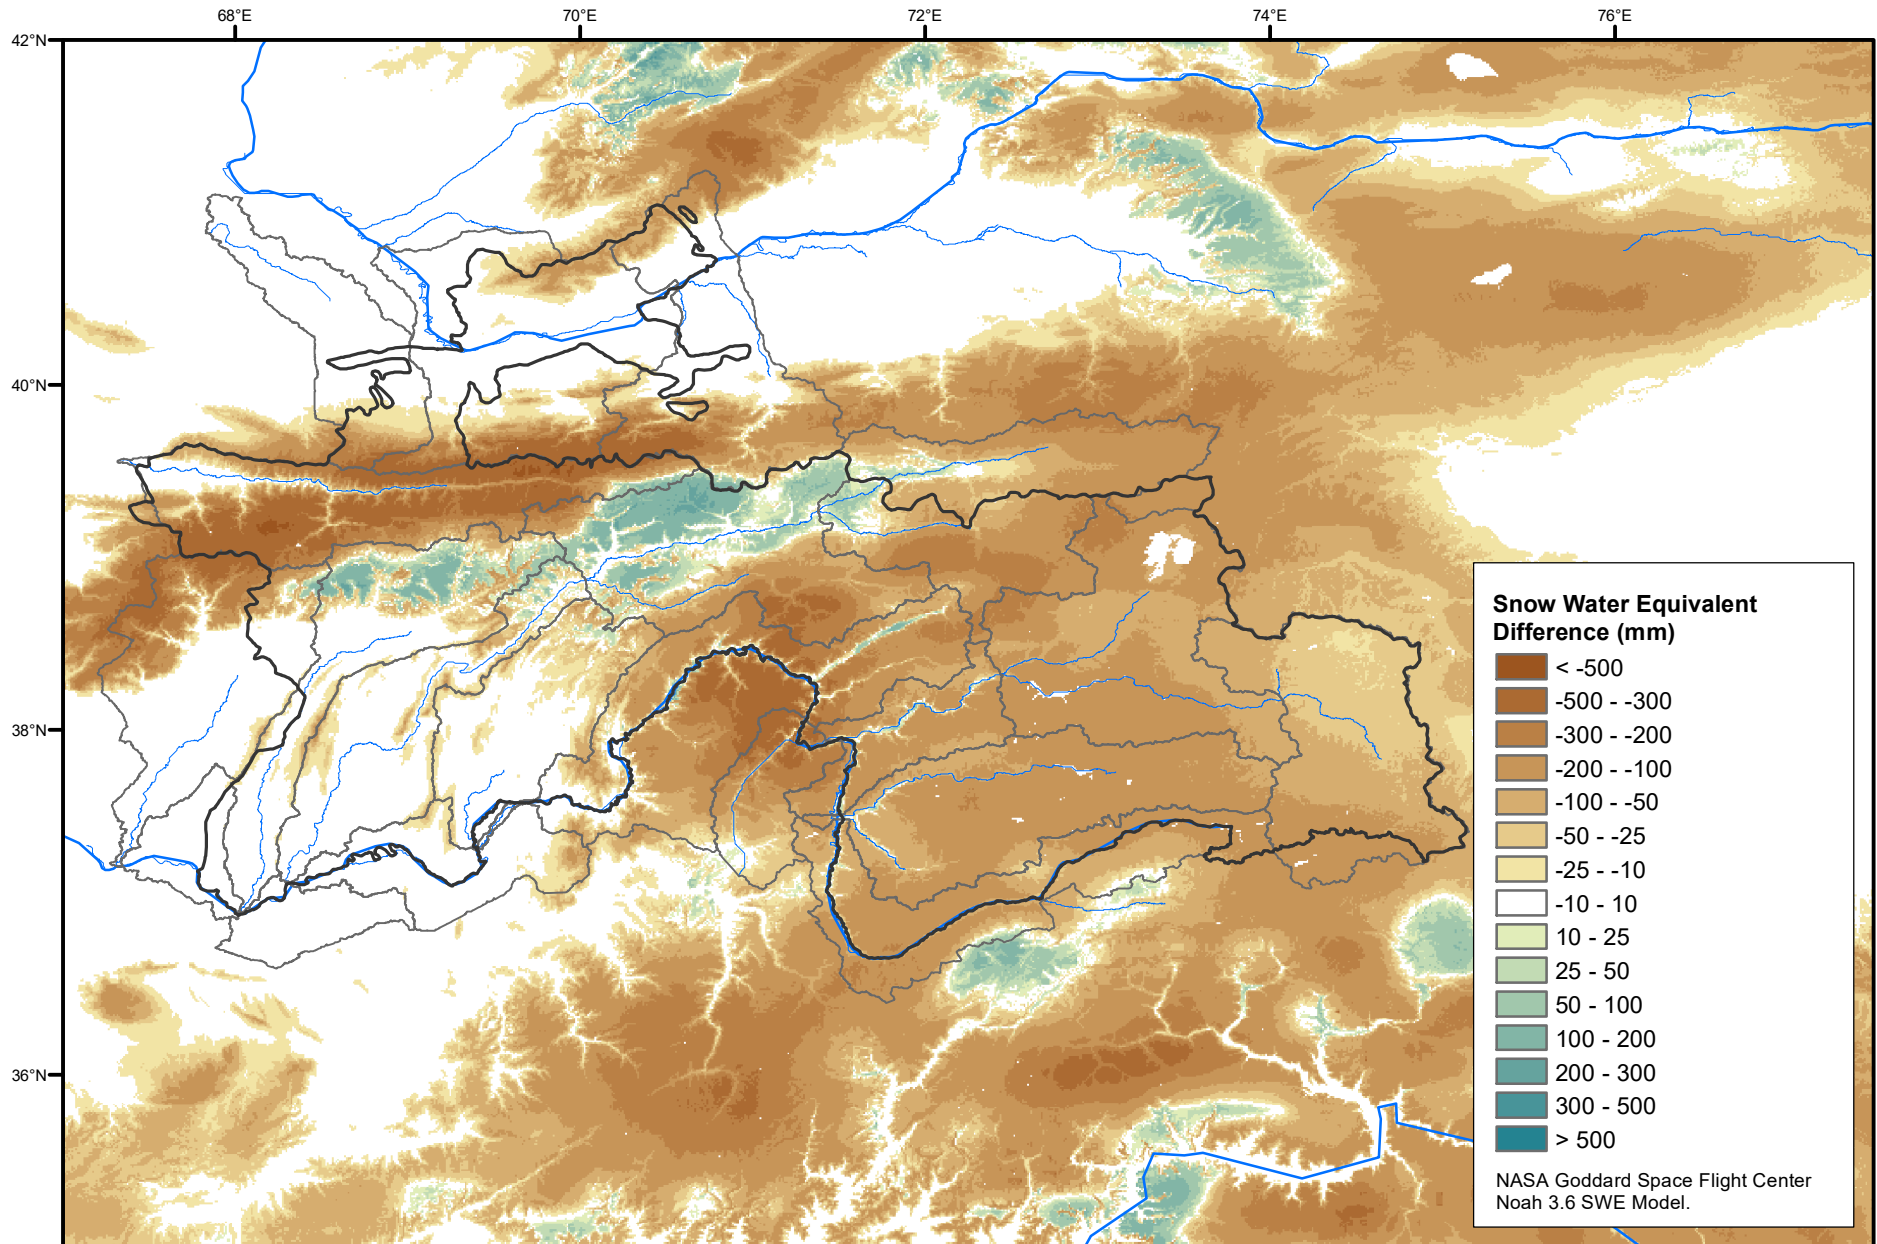 68°E
70°E
72°E
74°E
76°E
42°N
40°N
38°N
36°N
Snow Water Equivalent
Difference (mm)
< -500
-500 - -300
-300 - -200
-200 - -100
-100 - -50
-50 - -25
-25 - -10
-10 - 10
10 - 25
25 - 50
50 - 100
100 - 200
200 - 300
300 - 500
> 500
NASA Goddard Space Flight Center
Noah 3.6 SWE Model.